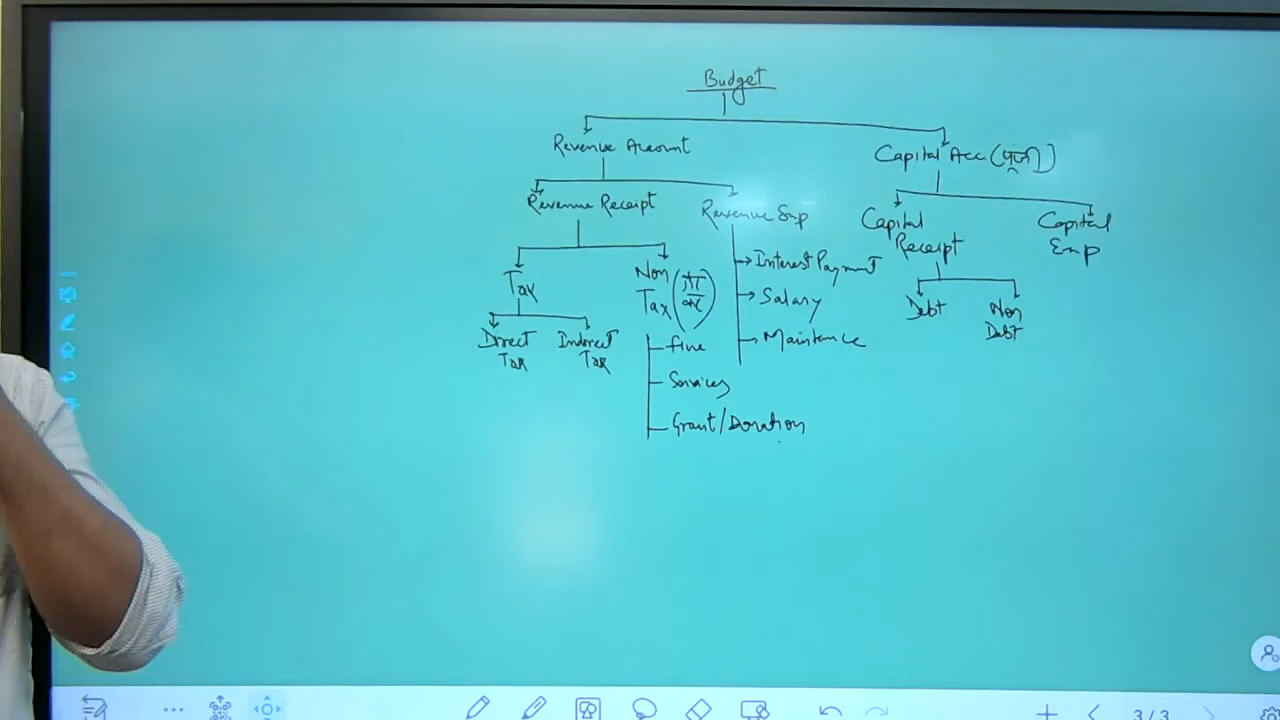 Budget
Revenue Account
Capital Acc (पूंजी)
Revenue Receipt
Revenue Exp
Capital
Receipt
Capital
Exp
Tax
Non
Tax
Interest Payment
Salary
Maintence
Debt
Non
Debt
Direct
Tax
Indirect
Tax
fine
Services
Grant/Donation
3/3